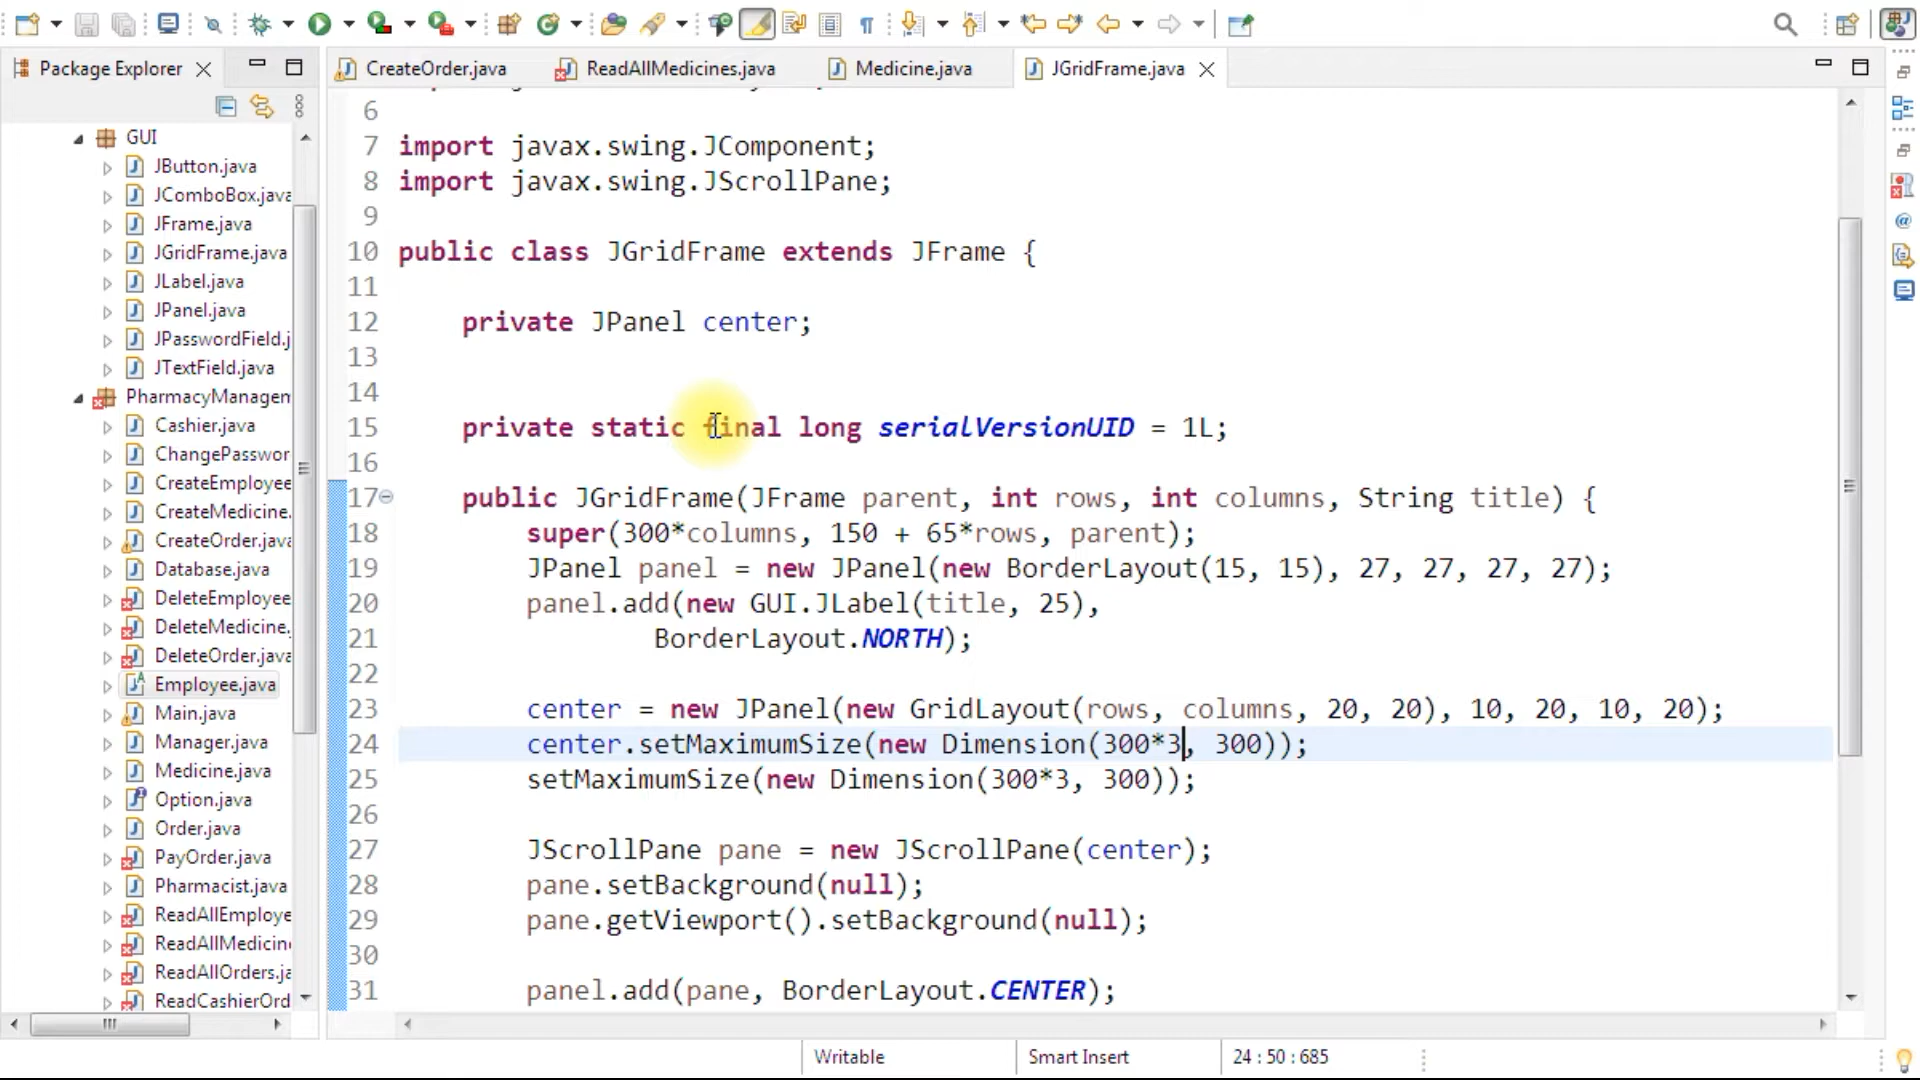 Package Explorer
CreateOrder.java
ReadAllMedicines.java
Medicine.java
JGridFrame.java
GUI
JButton.java
JComboBox.java
JFrame.java
JGridFrame.java
JLabel.java
JPanel.java
JPasswordField.j
JTextField.java
PharmacyManagem
Cashier.java
ChangePasswor
CreateEmployee
CreateMedicine.
CreateOrder.java
Database.java
DeleteEmployee
DeleteMedicine.
DeleteOrder.java
Employee.java
Main.java
Manager.java
Medicine.java
Option.java
Order.java
PayOrder.java
Pharmacist.java
ReadAllEmploye
ReadAllMedicin
ReadAllOrders.ja
ReadCashierOrd
6
7 import javax.swing.JComponent;
8 import javax.swing.JScrollPane;
9
10 public class JGridFrame extends JFrame {
11
12 private JPanel center;
13
14
15 private static final long serialVersionUID = 1L;
16
17 public JGridFrame(JFrame parent, int rows, int columns, String title) {
18 super(300*columns, 150 + 65*rows, parent);
19 JPanel panel = new JPanel(new BorderLayout(15, 15), 27, 27, 27, 27);
20 panel.add(new GUI.JLabel(title, 25),
21 BorderLayout.NORTH);
22
23 center = new JPanel(new GridLayout(rows, columns, 20, 20), 10, 20, 10, 20);
24 center.setMaximumSize(new Dimension(300*3, 300));
25 setMaximumSize(new Dimension(300*3, 300));
26
27 JScrollPane pane = new JScrollPane(center);
28 pane.setBackground(null);
29 pane.getViewport().setBackground(null);
30
31 panel.add(pane, BorderLayout.CENTER);
Writable
Smart Insert
24 : 50 : 685